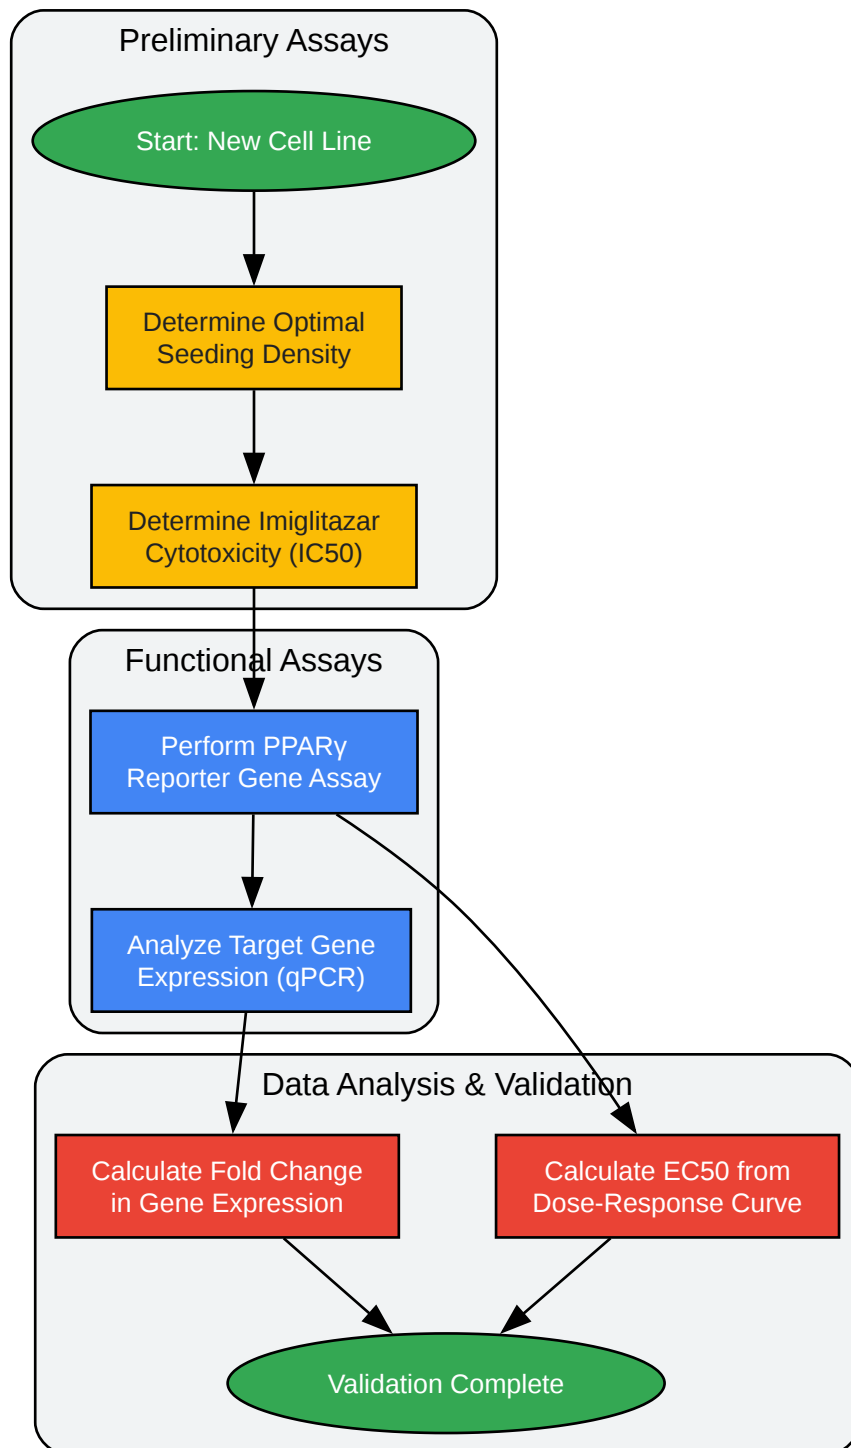 Preliminary Assays
Start: New Cell Line
Determine Optimal
Seeding Density
Determine Imiglitazar
Cytotoxicity (IC50)
Functional Assays
Perform PPARγ
Reporter Gene Assay
Analyze Target Gene
Expression (qPCR)
Data Analysis & Validation
Calculate Fold Change
in Gene Expression
Calculate EC50 from
Dose-Response Curve
Validation Complete